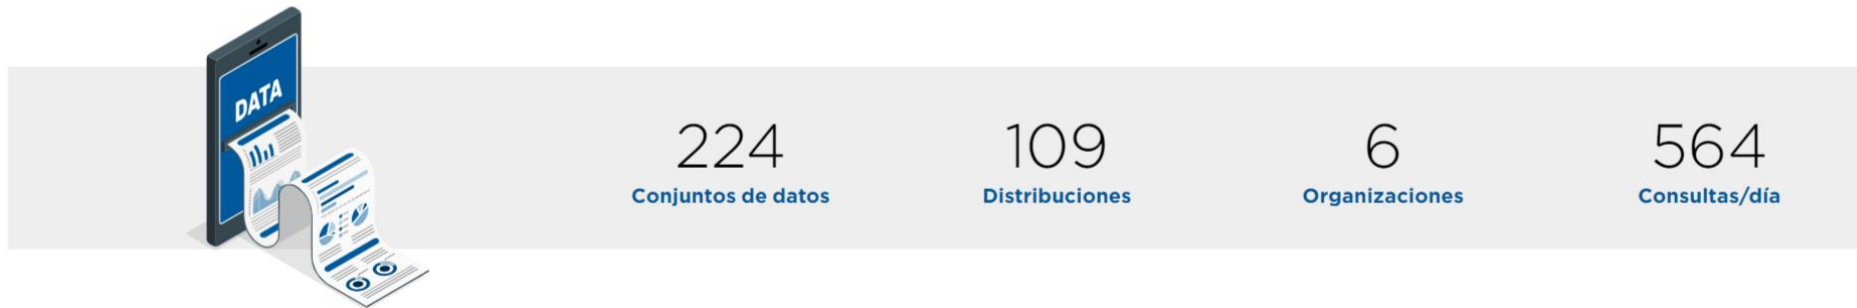 DATA
224
Conjuntos de datos
109
Distribuciones
6
Organizaciones
564
Consultas/día